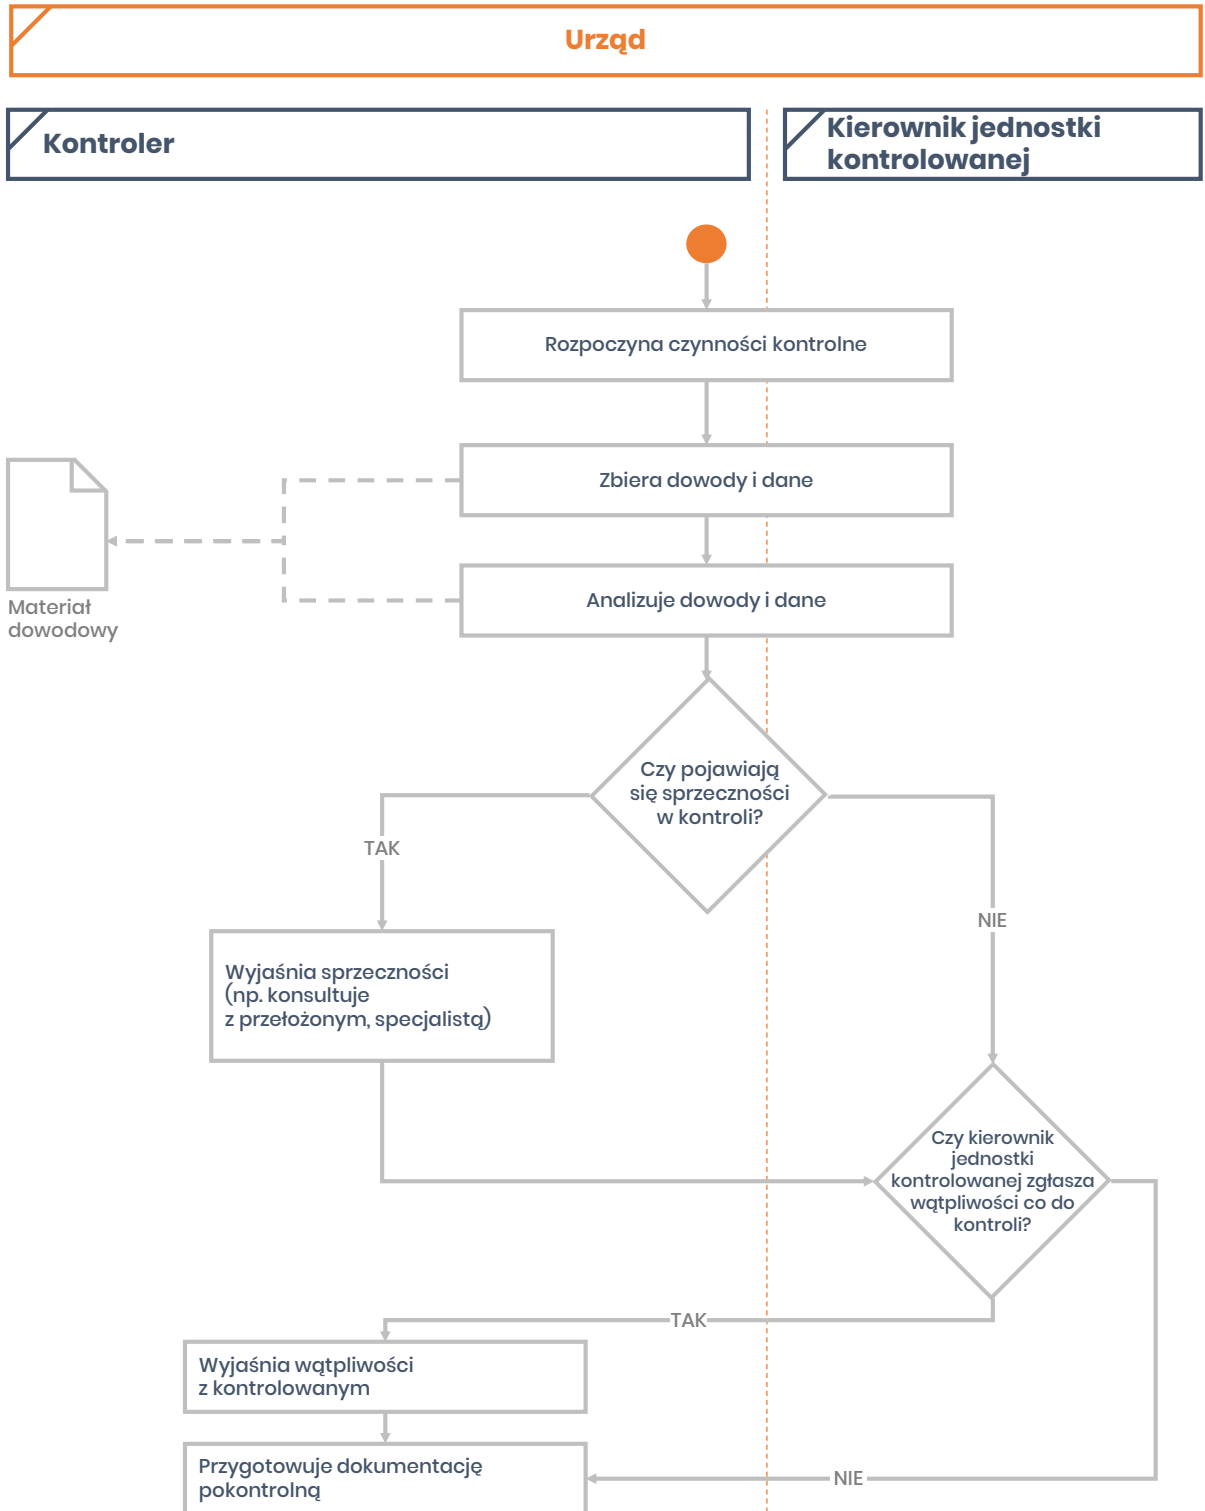 Urząd
Kontroler
Kierownik jednostki
kontrolowanej
Rozpoczyna czynności kontrolne
Zbiera dowody i dane
Materiał
dowodowy
Analizuje dowody i dane
Czy pojawiają
się sprzeczności
w kontroli?
TAK
NIE
Wyjaśnia sprzeczności
(np. konsultuje
z przełożonym, specjalistą)
Czy kierownik
jednostki
kontrolowanej zgłasza
wątpliwości co do
kontroli?
TAK
Wyjaśnia wątpliwości
z kontrolowanym
Przygotowuje dokumentację
pokontrolną
NIE